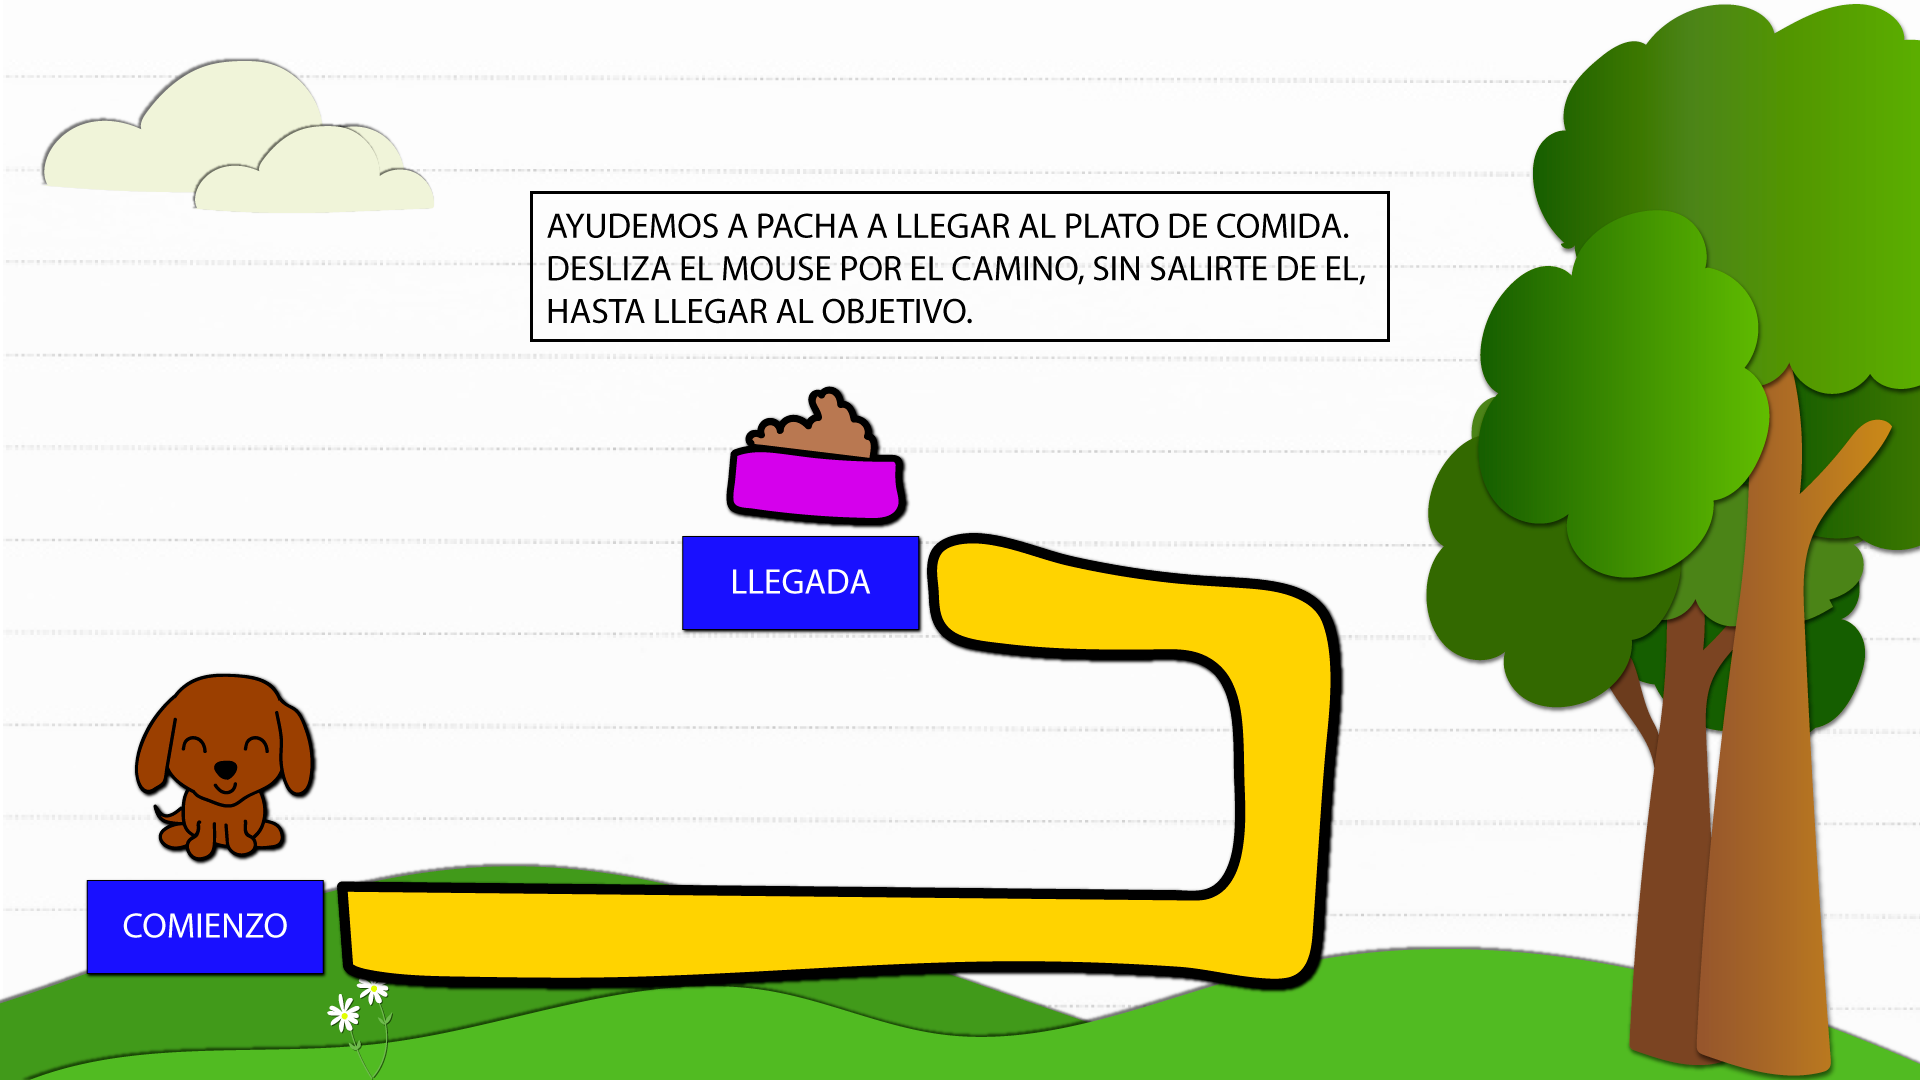 AYUDEMOS A PACHA A LLEGAR AL PLATO DE COMIDA.
DESLIZA EL MOUSE POR EL CAMINO, SIN SALIRTE DE EL,
HASTA LLEGAR AL OBJETIVO.
LLEGADA
COMIENZO